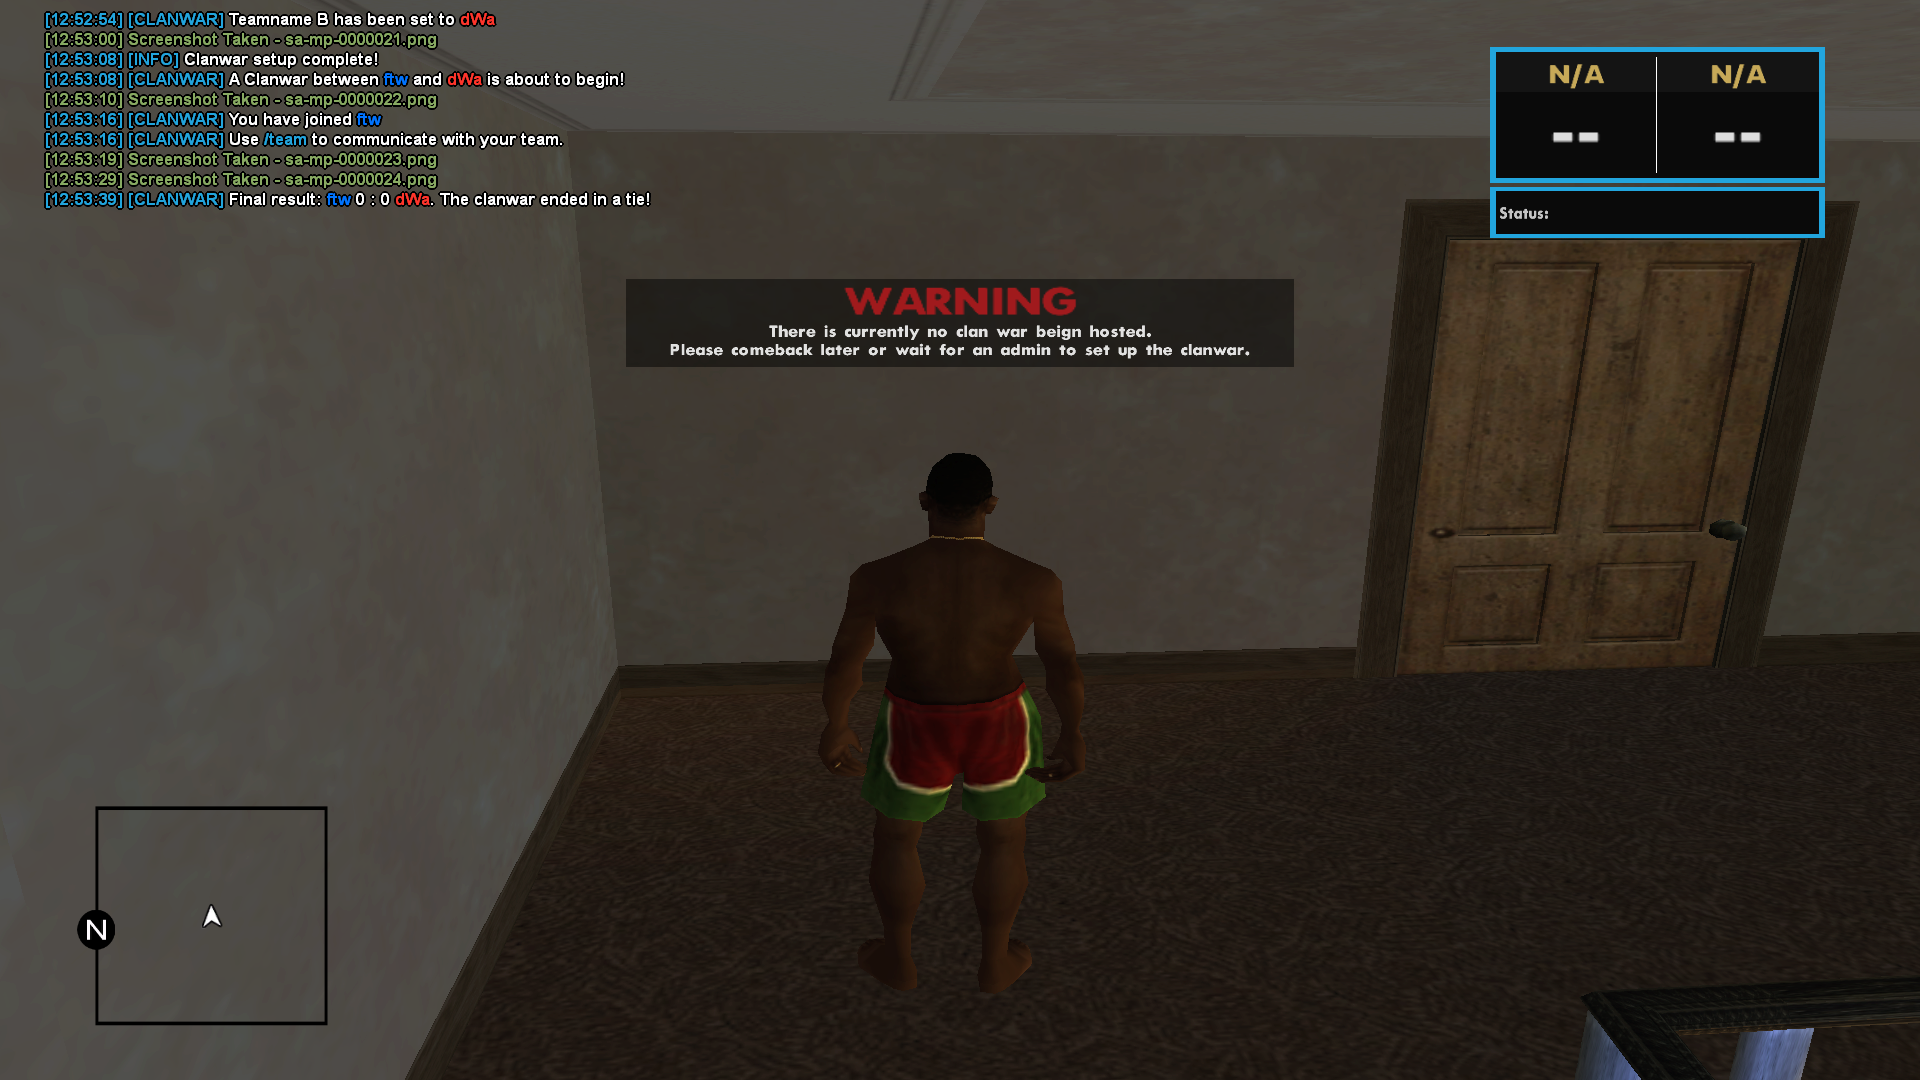 [12:52:54] [CLANWAR] Teamname B has been set to dWa
[12:53:00] Screenshot Taken - sa-mp-0000021.png
[12:53:08] [INFO] Clanwar setup complete!
[12:53:08] [CLANWAR] A Clanwar between ftw and dWa is about to begin!
[12:53:10] Screenshot Taken - sa-mp-0000022.png
[12:53:16] [CLANWAR] You have joined ftw
[12:53:16] [CLANWAR] Use /team to communicate with your team.
[12:53:19] Screenshot Taken - sa-mp-0000023.png
[12:53:29] Screenshot Taken - sa-mp-0000024.png
[12:53:39] [CLANWAR] Final result: ftw 0 : 0 dWa. The clanwar ended in a tie!
N/A N/A
-- --
Status:
WARNING
There is currently no clan war beign hosted.
Please comeback later or wait for an admin to set up the clanwar.
N